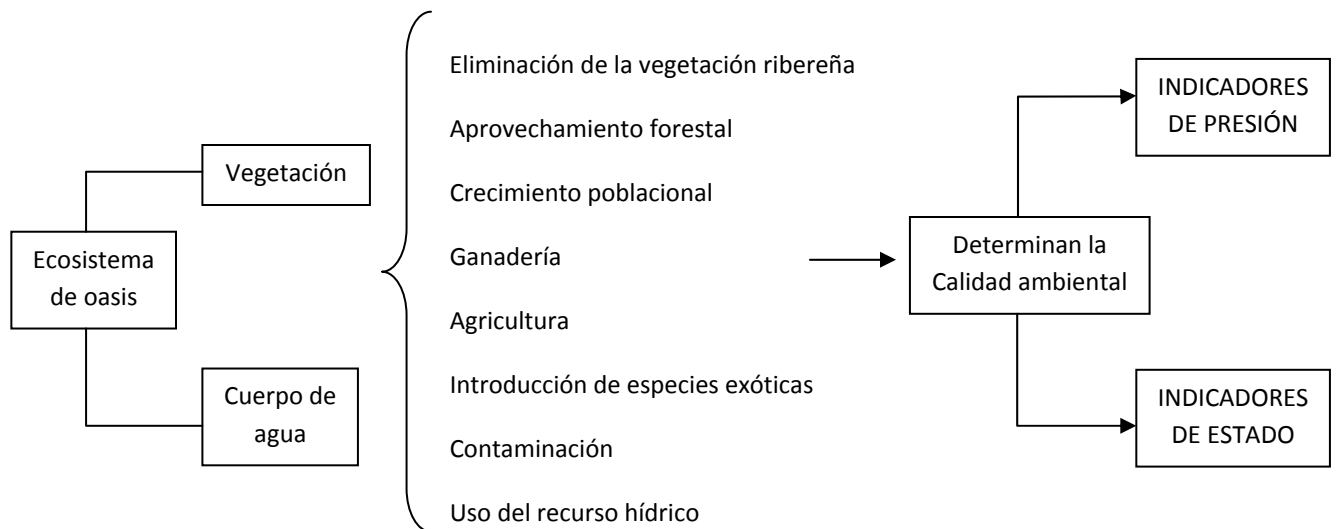 Ecosistema
de oasis
Vegetación
Cuerpo de
agua
Eliminación de la vegetación ribereña
Aprovechamiento forestal
Crecimiento poblacional
Ganadería
Agricultura
Introducción de especies exóticas
Contaminación
Uso del recurso hídrico
Determinan la
Calidad ambiental
INDICADORES
DE PRESIÓN
INDICADORES
DE ESTADO